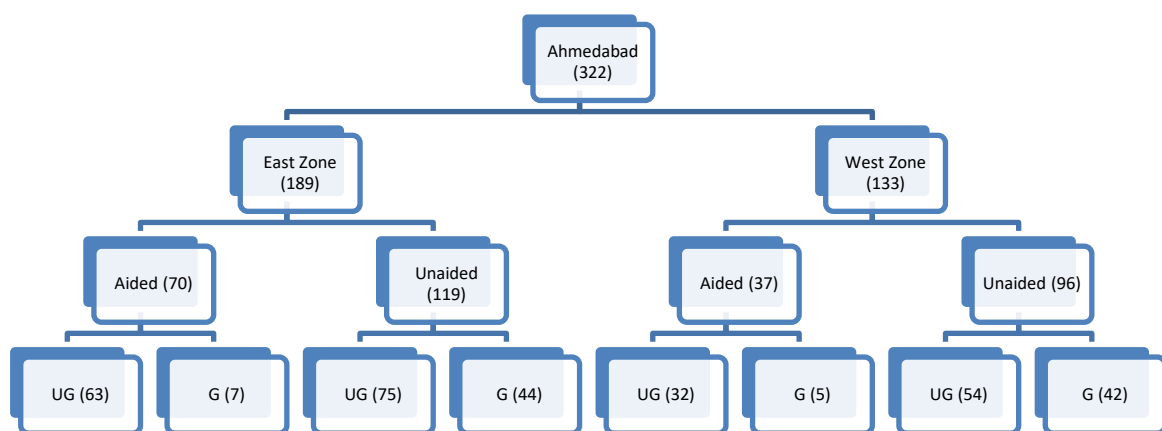 Ahmedabad
(322)
East Zone
(189)
West Zone
(133)
Aided (70)
Unaided
(119)
Aided (37)
Unaided (96)
UG (63)
G (7)
UG (75)
G (44)
UG (32)
G (5)
UG (54)
G (42)